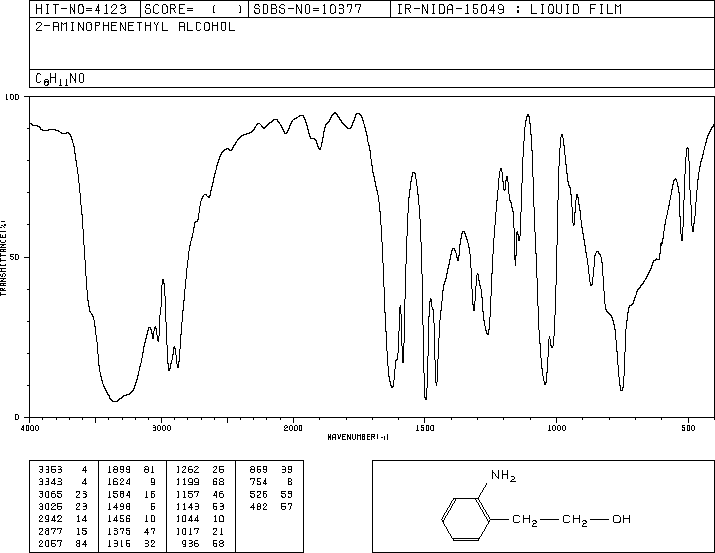 HIT-NO=4123 SCORE= ( ) SDBS-NO=10377 IR-NIDA-15049 : LIQUID FILM
2-AMINOPHENETHYL ALCOHOL
C8H11NO
100
TRANSMITTANCE(%)
50
0
4000 3000 2000 1500 1000 500
WAVENUMBER(-1)
3363 4 1899 81 1262 26 869 39
3343 4 1624 9 1199 68 754 8
3065 23 1584 16 1157 46 526 59
3025 23 1498 6 1143 53 482 57
2942 14 1456 10 1044 10
2877 15 1375 47 1017 21
2057 84 1316 32 936 58
NH2
CH2—CH2—OH